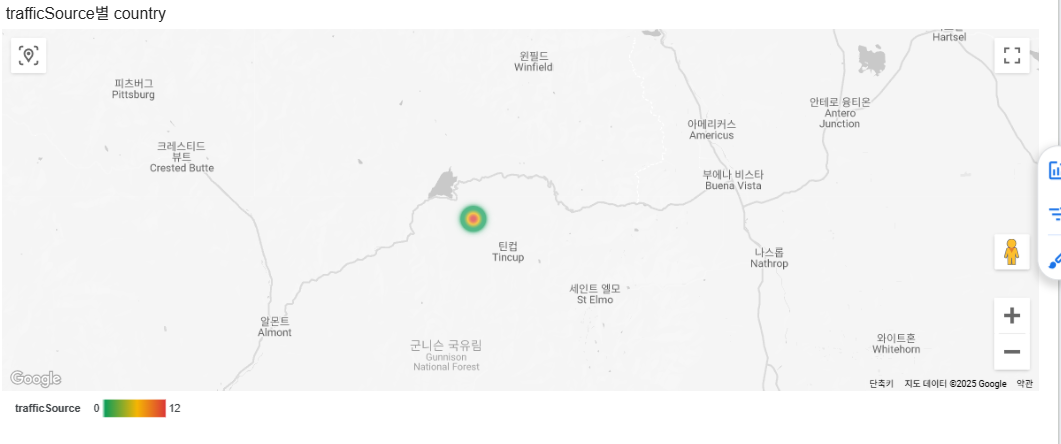 trafficSource별 country
Hartsel
윈필드
Winfield
피츠버그
Pittsburg
안테로 융티온
Antero
Junction
아메리커스
Americus
크레스티드
뷰트
Crested Butte
부에나 비스타
Buena Vista
틴컵
Tincup
나스롭
Nathrop
세인트 엘모
St Elmo
알몬트
Almont
군니슨 국유림
Gunnison
National Forest
와이트혼
Whitehorn
Google
단축키
지도 데이터 ©2025 Google
약관
trafficSource 0 12